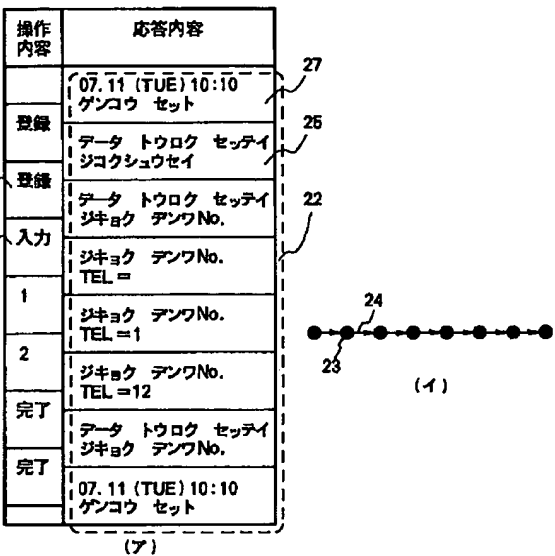 操作
内容
応答内容
07.11 (TUE) 10:10
ゲンコウ セット
27
登録
データ トウロク セッテイ
ジコクシュウセイ
25
登録
データ トウロク セッテイ
ジキョク デンワNo.
22
入力
ジキョク デンワNo.
TEL =
1
ジキョク デンワNo.
TEL =1
24
23
(イ)
2
ジキョク デンワNo.
TEL =12
完了
データ トウロク セッテイ
ジキョク デンワNo.
完了
07.11 (TUE) 10:10
ゲンコウ セット
(ア)